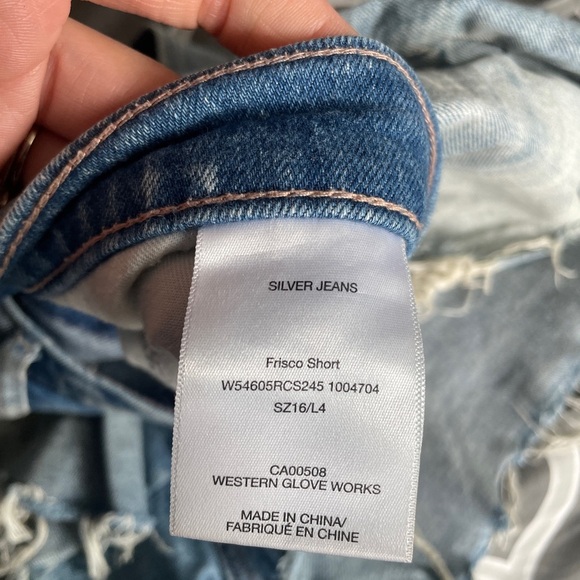 SILVER JEANS
Frisco Short
W54605RCS245 1004704
SZ16/L4
CA00508
WESTERN GLOVE WORKS
MADE IN CHINA/
FABRIQUÉ EN CHINE